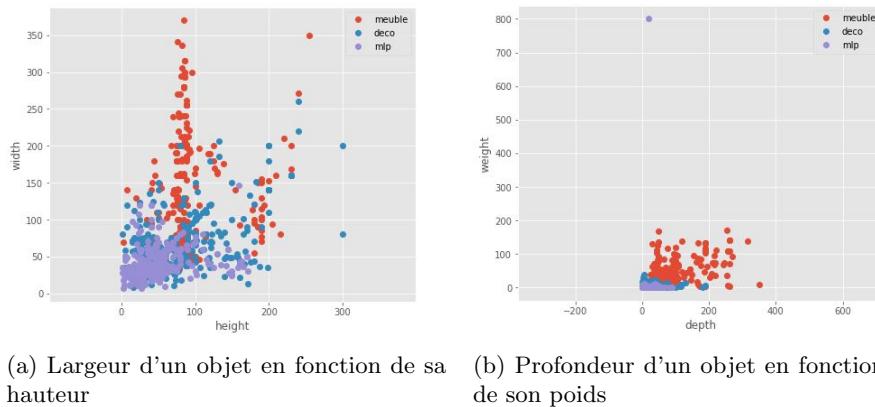 meuble
deco
mlp
350
300
250
200
150
100
50
0
width
0
100
200
300
height
meuble
deco
mlp
800
700
600
500
400
300
200
100
0
weight
−200
0
200
400
600
depth
(a) Largeur d'un objet en fonction de sa
hauteur
(b) Profondeur d'un objet en fonction
de son poids